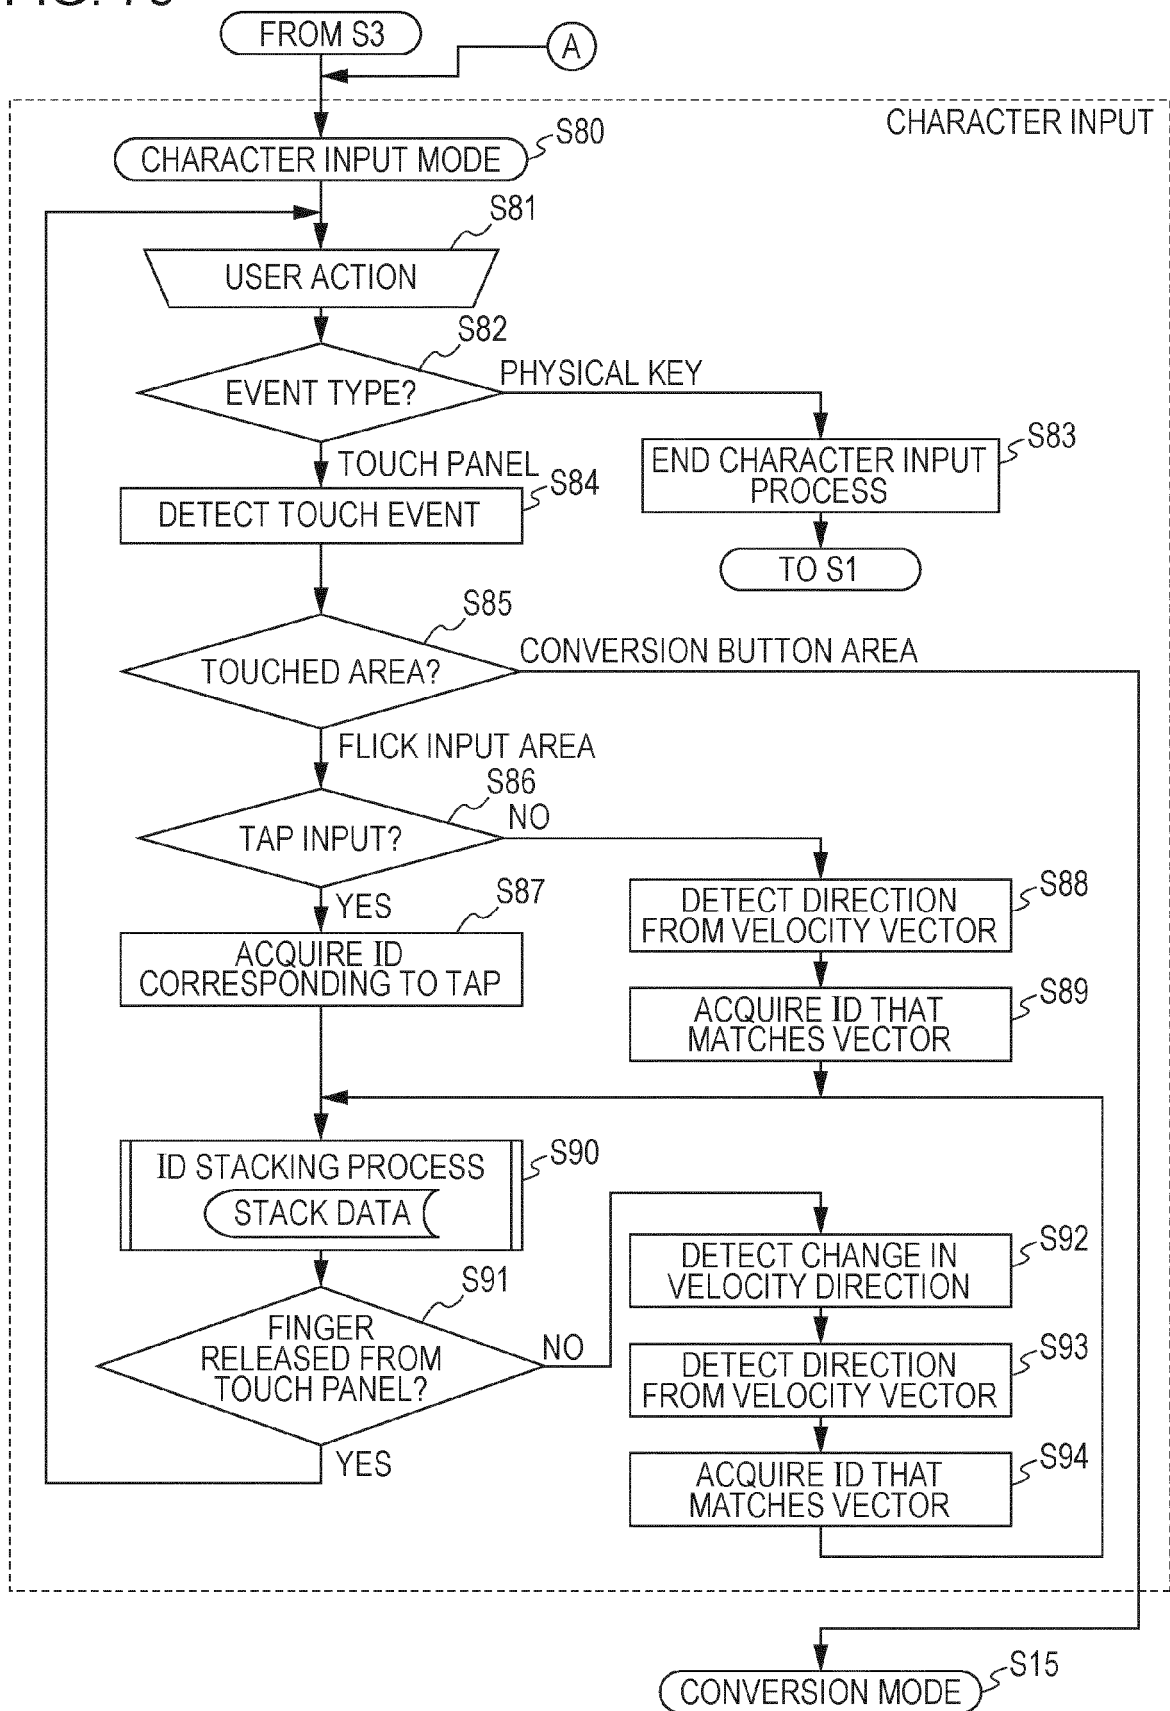 FROM S3
A
CHARACTER INPUT
CHARACTER INPUT MODE
S80
S81
USER ACTION
S82
EVENT TYPE?
PHYSICAL KEY
TOUCH PANEL
S83
END CHARACTER INPUT
PROCESS
S84
DETECT TOUCH EVENT
TO S1
S85
TOUCHED AREA?
CONVERSION BUTTON AREA
FLICK INPUT AREA
S86
TAP INPUT?
NO
YES
S87
ACQUIRE ID
CORRESPONDING TO TAP
S88
DETECT DIRECTION
FROM VELOCITY VECTOR
S89
ACQUIRE ID THAT
MATCHES VECTOR
S90
ID STACKING PROCESS
STACK DATA
S91
FINGER
RELEASED FROM
TOUCH PANEL?
NO
YES
S92
DETECT CHANGE IN
VELOCITY DIRECTION
S93
DETECT DIRECTION
FROM VELOCITY VECTOR
S94
ACQUIRE ID THAT
MATCHES VECTOR
S15
CONVERSION MODE